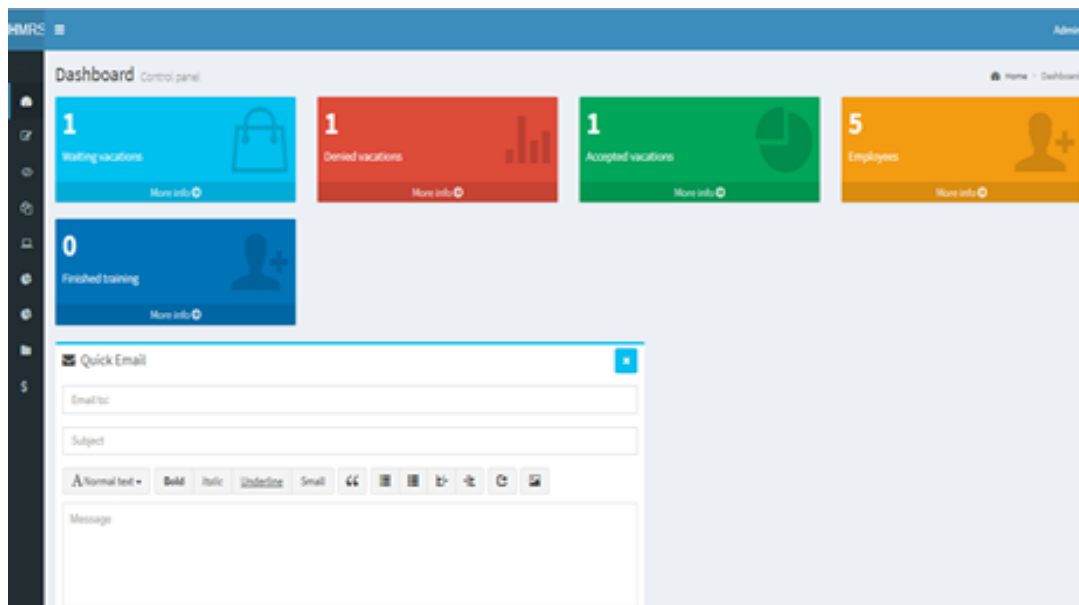 HMRS Admin
Dashboard Control panel Home > Dashboard
1
Waiting vacations
More info
1
Denied vacations
More info
1
Accepted vacations
More info
5
Employees
More info
0
Finished training
More info
Quick Email
Email to:
Subject
A Normal text Bold Italic Underline Small
Message